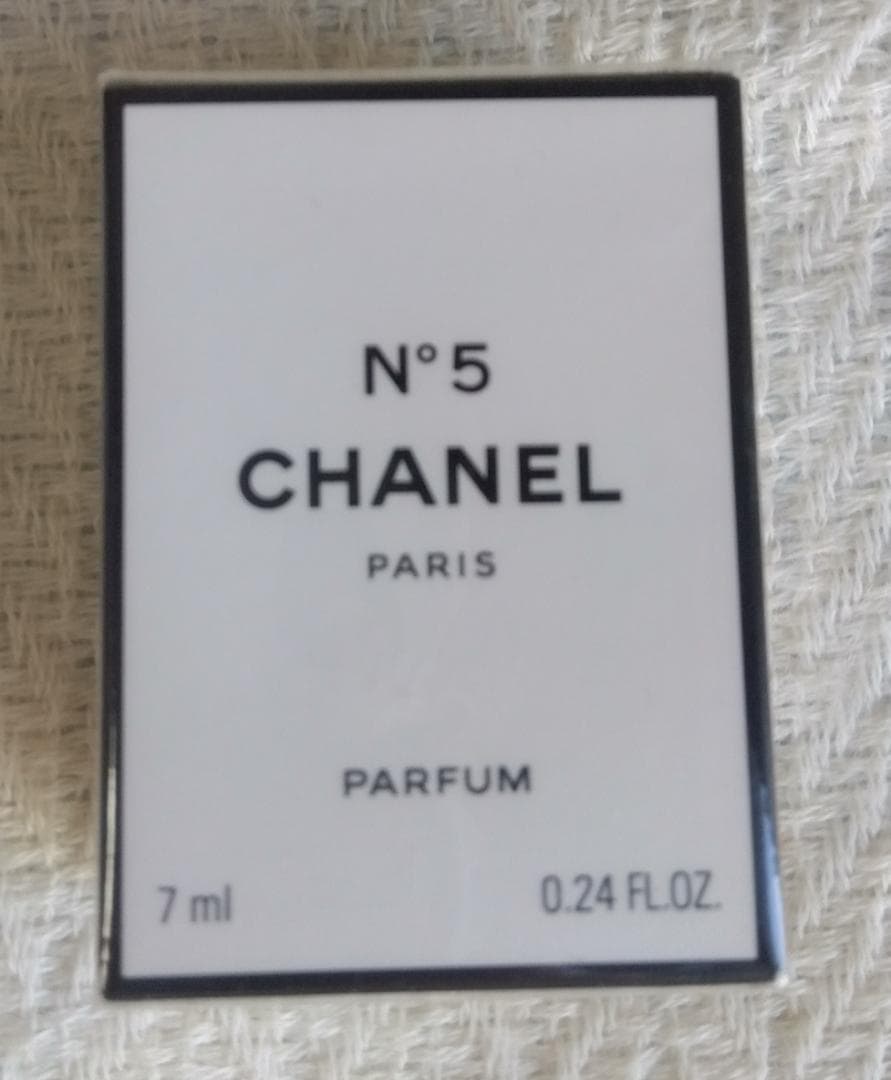 N°5
CHANEL
PARIS
PARFUM
7 ml 0.24 FL.OZ.